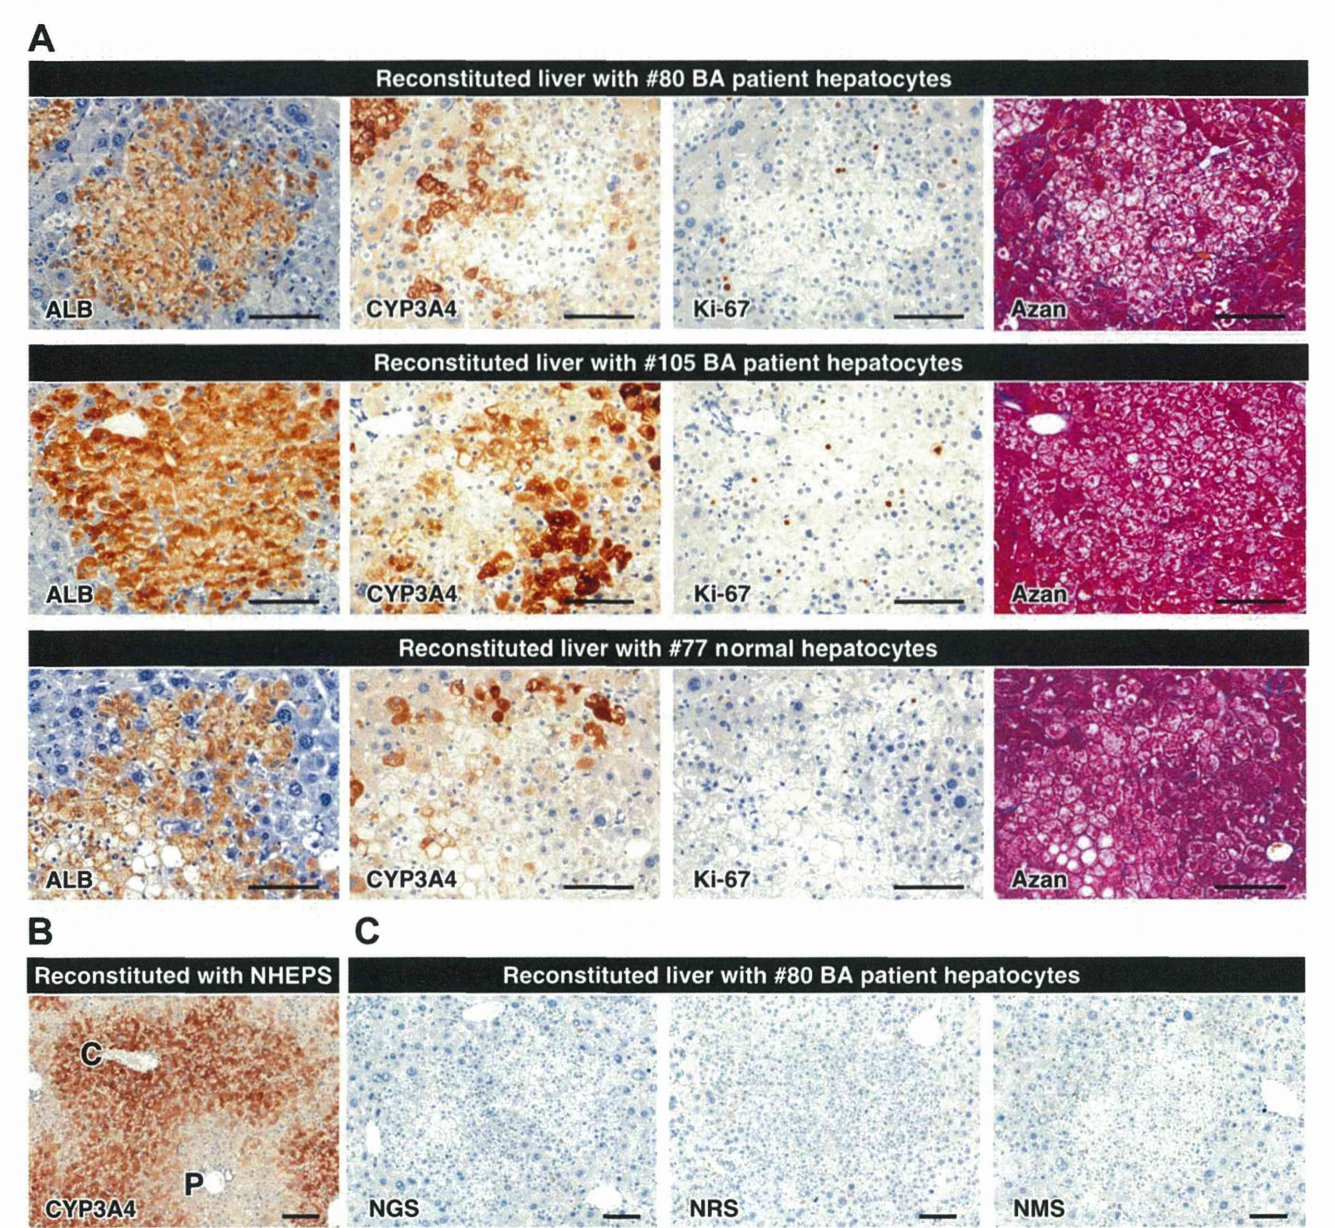 A
Reconstituted liver with #80 BA patient hepatocytes
ALB
CYP3A4
Ki-67
Azan
Reconstituted liver with #105 BA patient hepatocytes
ALB
CYP3A4
Ki-67
Azan
Reconstituted liver with #77 normal hepatocytes
ALB
CYP3A4
Ki-67
Azan
B
C
Reconstituted with NHEPS
Reconstituted liver with #80 BA patient hepatocytes
C
P
CYP3A4
NGS
NRS
NMS